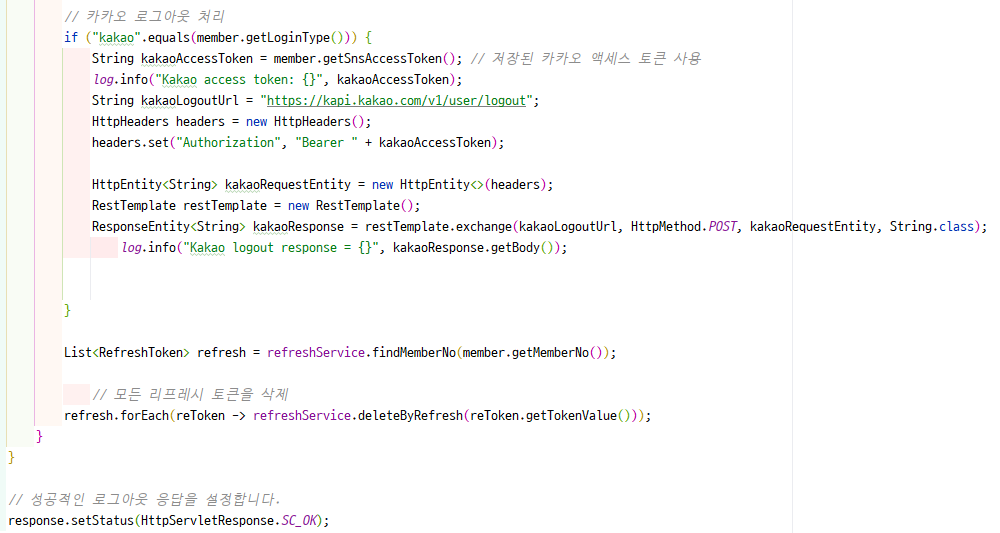 // 카카오 로그아웃 처리
if ("kakao".equals(member.getLoginType())) {
String kakaoAccessToken = member.getSnsAccessToken(); // 저장된 카카오 액세스 토큰 사용
log.info("Kakao access token: {}", kakaoAccessToken);
String kakaoLogoutUrl = "https://kapi.kakao.com/v1/user/logout";
HttpHeaders headers = new HttpHeaders();
headers.set("Authorization", "Bearer " + kakaoAccessToken);
HttpEntity<String> kakaoRequestEntity = new HttpEntity<>(headers);
RestTemplate restTemplate = new RestTemplate();
ResponseEntity<String> kakaoResponse = restTemplate.exchange(kakaoLogoutUrl, HttpMethod.POST, kakaoRequestEntity, String.class);
log.info("Kakao logout response = {}", kakaoResponse.getBody());
}
List<RefreshToken> refresh = refreshService.findMemberNo(member.getMemberNo());
// 모든 리프레시 토큰을 삭제
refresh.forEach(reToken -> refreshService.deleteByRefresh(reToken.getTokenValue()));
}
}
// 성공적인 로그아웃 응답을 설정합니다.
response.setStatus(HttpServletResponse.SC_OK);